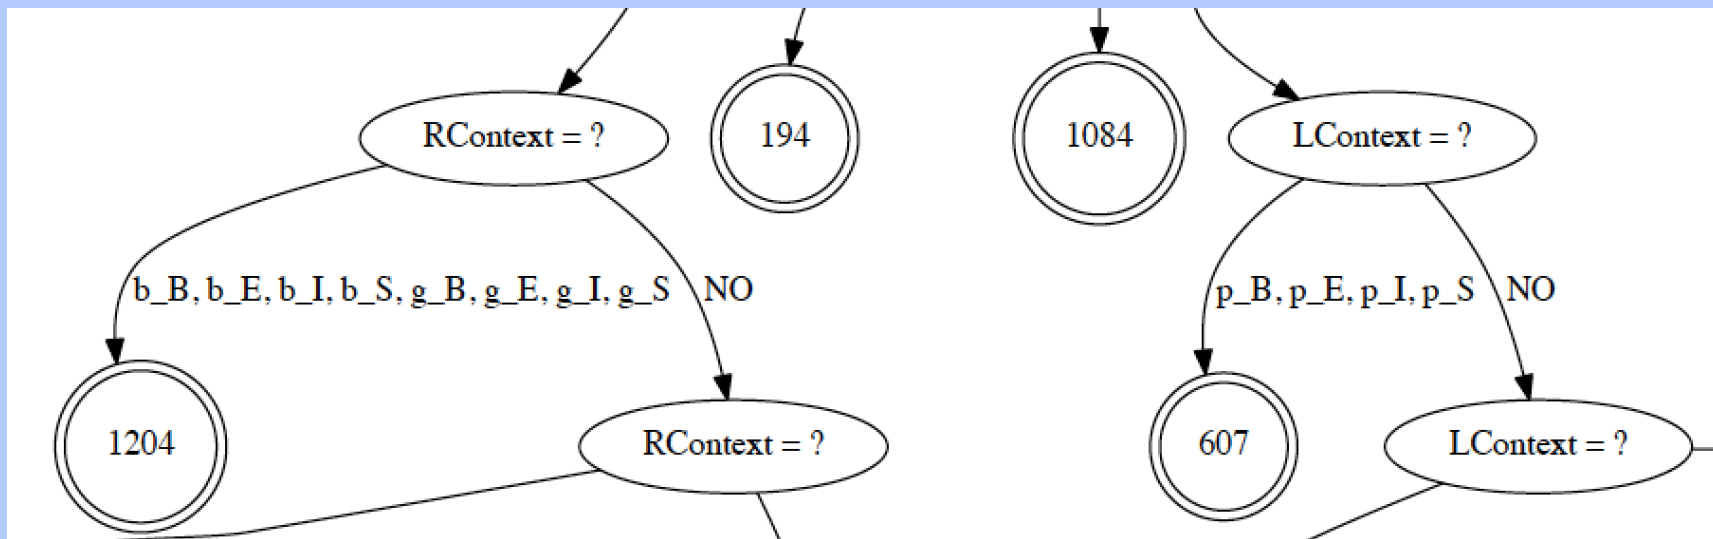 RContext = ?
194
1084
LContext = ?
b_B, b_E, b_I, b_S, g_B, g_E, g_I, g_S
NO
p_B, p_E, p_I, p_S
NO
1204
RContext = ?
607
LContext = ?